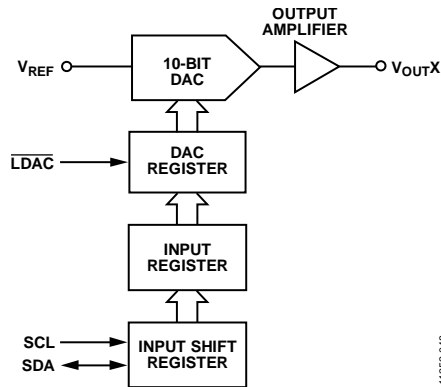 OUTPUT
AMPLIFIER
VREF
10-BIT
DAC
VOUTX
LDAC
DAC
REGISTER
INPUT
REGISTER
SCL
SDA
INPUT SHIFT
REGISTER